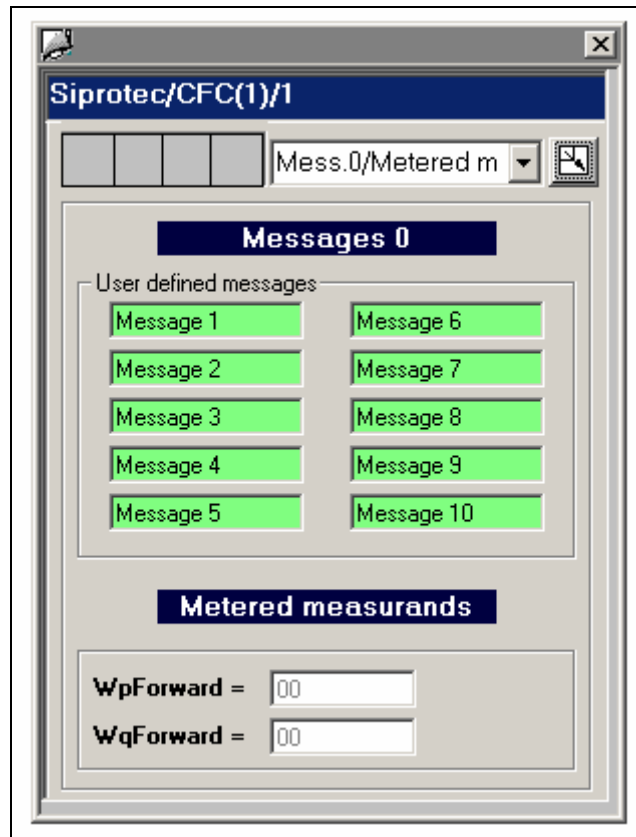 Siprotec/CFC(1)/1
Mess.0/Metered m
Messages 0
User defined messages
Message 1
Message 6
Message 2
Message 7
Message 3
Message 8
Message 4
Message 9
Message 5
Message 10
Metered measurands
WpForward = 00
WqForward = 00